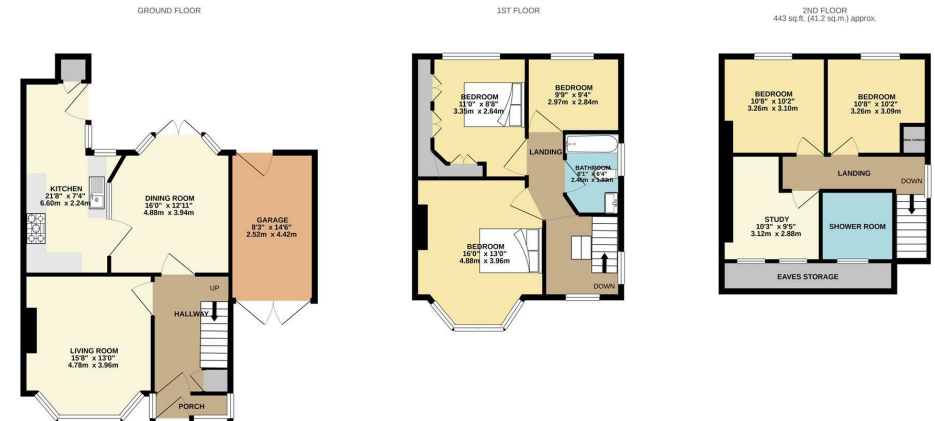 GROUND FLOOR
KITCHEN
21'8" x 7'4"
6.60m x 2.24m
DINING ROOM
16'0" x 12'11"
4.88m x 3.94m
GARAGE
8'3" x 14'6"
2.52m x 4.42m
UP
HALLWAY
LIVING ROOM
15'8" x 13'0"
4.78m x 3.96m
PORCH
1ST FLOOR
BEDROOM
11'0" x 8'8"
3.35m x 2.64m
BEDROOM
9'9" x 9'4"
2.97m x 2.84m
LANDING
BATHROOM
8'1" x 6'4"
BEDROOM
16'0" x 13'0"
4.88m x 3.96m
DOWN
2ND FLOOR
443 sq.ft. (41.2 sq.m.) approx.
BEDROOM
10'8" x 10'2"
3.26m x 3.10m
BEDROOM
10'8" x 10'2"
3.26m x 3.09m
LANDING
DOWN
STUDY
10'3" x 9'5"
3.12m x 2.88m
SHOWER ROOM
EAVES STORAGE